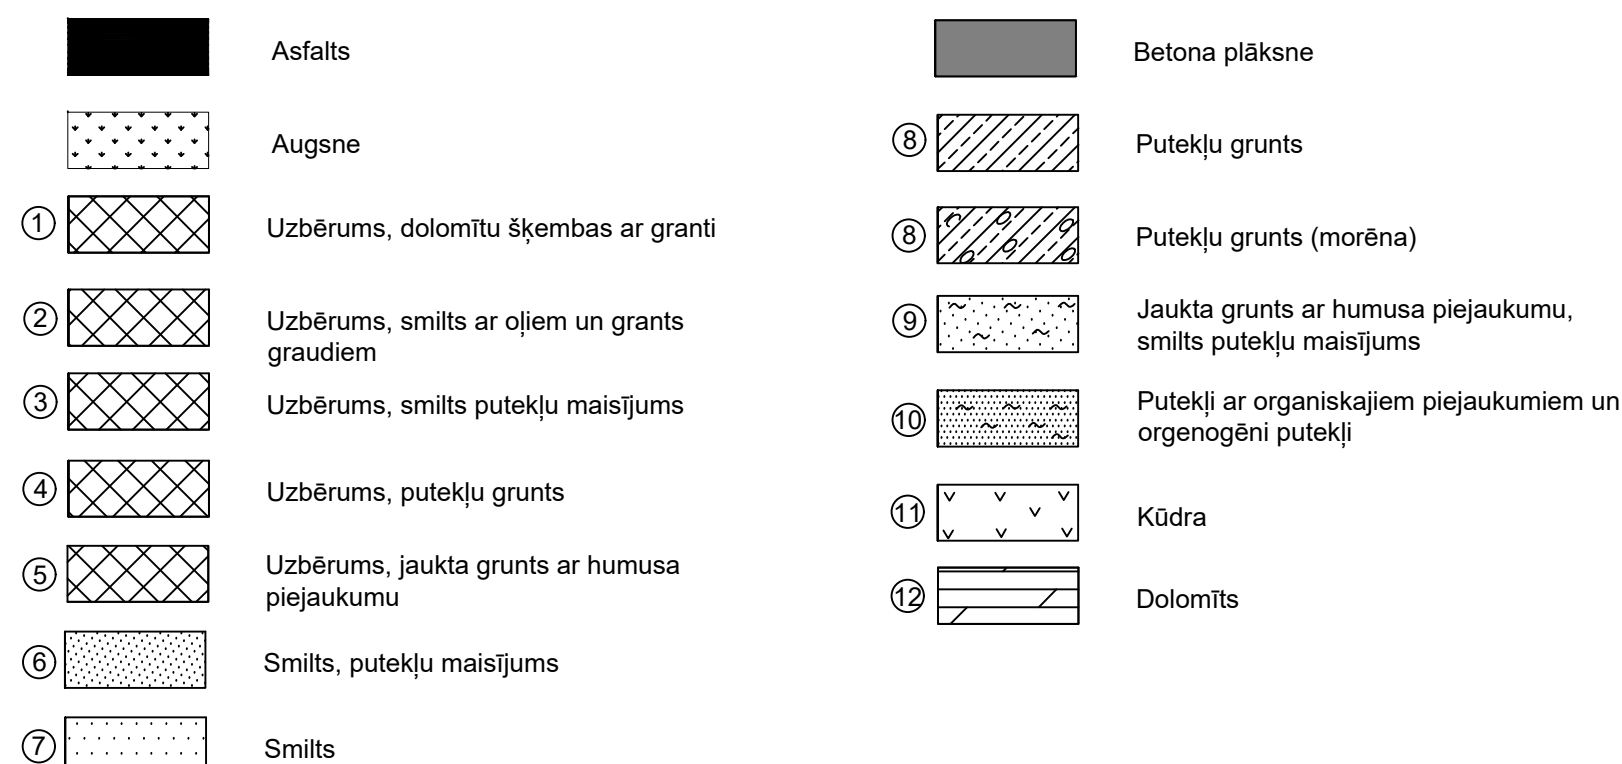 Asfalts
Augsne
1 Uzbērums, dolomītu šķembas ar granti
2 Uzbērums, smilts ar oļiem un grants
graudiem
3 Uzbērums, smilts putekļu maisījums
4 Uzbērums, putekļu grunts
5 Uzbērums, jaukta grunts ar humusa
piejaukumu
6 Smilts, putekļu maisījums
7 Smilts
Betona plāksne
8 Putekļu grunts
8 Putekļu grunts (morēna)
9 Jaukta grunts ar humusa piejaukumu,
smilts putekļu maisījums
10 Putekļi ar organiskajiem piejaukumiem un
orgenogēni putekļi
11 Kūdra
12 Dolomīts